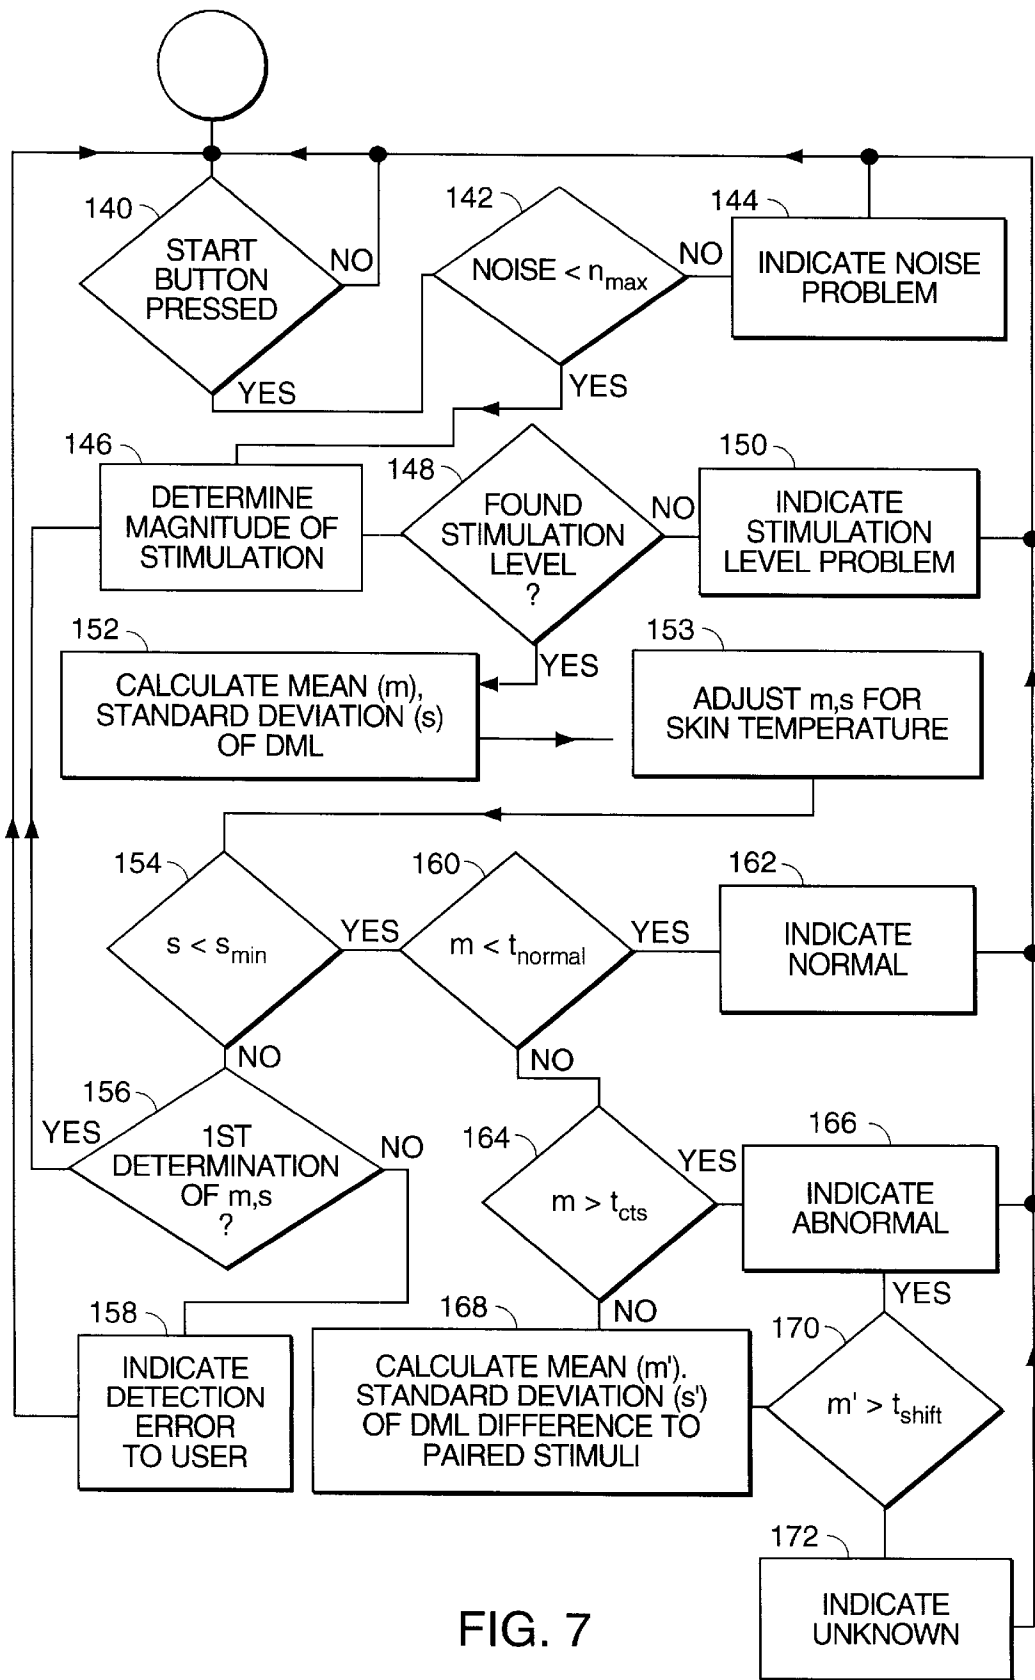 140
START
BUTTON
PRESSED
NO
YES
142
NOISE < nmax
NO
YES
144
INDICATE NOISE
PROBLEM
146
DETERMINE
MAGNITUDE OF
STIMULATION
148
FOUND
STIMULATION
LEVEL
?
NO
YES
150
INDICATE
STIMULATION
LEVEL PROBLEM
152
CALCULATE MEAN (m),
STANDARD DEVIATION (s)
OF DML
153
ADJUST m,s FOR
SKIN TEMPERATURE
154
s < smin
YES
NO
160
m < tnormal
YES
NO
162
INDICATE
NORMAL
156
YES
1ST
DETERMINATION
OF m,s
?
NO
164
m > tcts
YES
NO
166
INDICATE
ABNORMAL
YES
158
INDICATE
DETECTION
ERROR
TO USER
168
CALCULATE MEAN (m').
STANDARD DEVIATION (s')
OF DML DIFFERENCE TO
PAIRED STIMULI
170
m' > tshift
172
INDICATE
UNKNOWN
FIG. 7